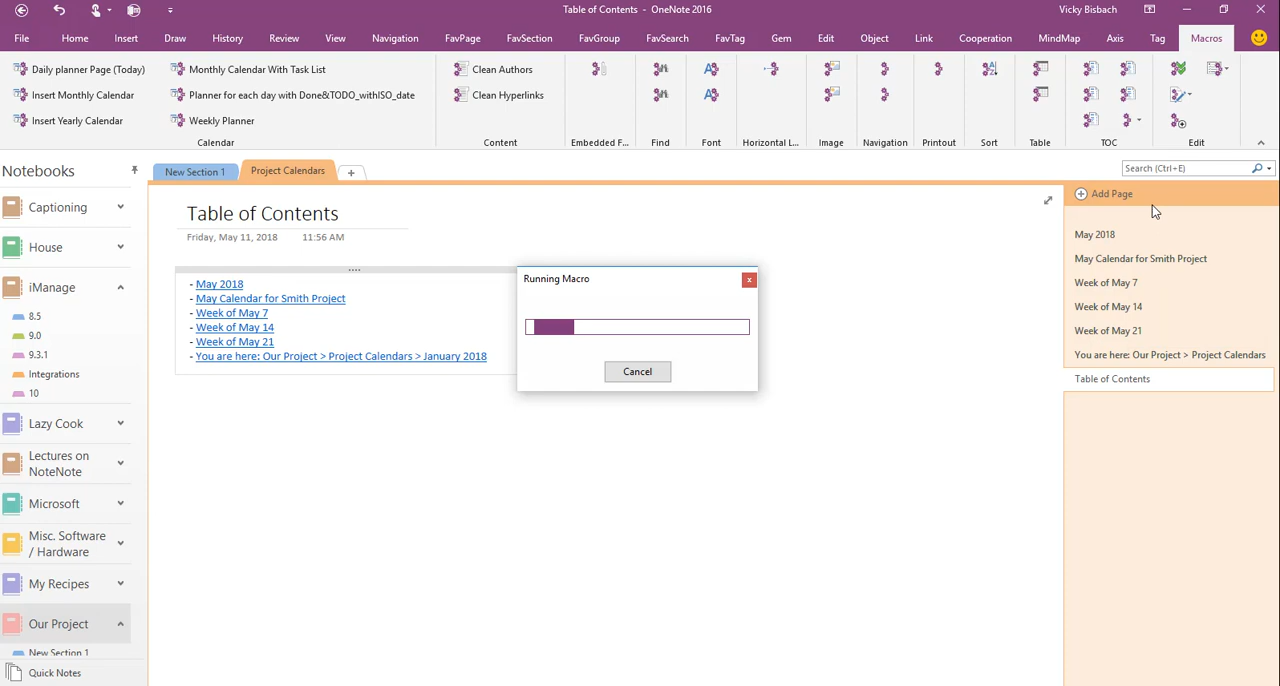 Table of Contents - OneNote 2016
Vicky Bisbach
File Home Insert Draw History Review View Navigation FavPage FavSection FavGroup FavSearch FavTag Gem Edit Object Link Cooperation MindMap Axis Tag Macros
Daily planner Page (Today)
Insert Monthly Calendar
Insert Yearly Calendar
Monthly Calendar With Task List
Planner for each day with Done&TODO_withISO_date
Weekly Planner
Calendar
Clean Authors
Clean Hyperlinks
Content
Embedded F...
Find
Font
Horizontal L...
Image
Navigation
Printout
Sort
Table
TOC
Edit
Notebooks
Captioning
House
iManage
8.5
9.0
9.3.1
Integrations
10
Lazy Cook
Lectures on
NoteNote
Microsoft
Misc. Software
/ Hardware
My Recipes
Our Project
New Section 1
Quick Notes
New Section 1
Project Calendars
Search (Ctrl+E)
Table of Contents
Friday, May 11, 2018 11:56 AM
- May 2018
- May Calendar for Smith Project
- Week of May 7
- Week of May 14
- Week of May 21
- You are here: Our Project > Project Calendars > January 2018
Running Macro
x
Cancel
Add Page
May 2018
May Calendar for Smith Project
Week of May 7
Week of May 14
Week of May 21
You are here: Our Project > Project Calendars
Table of Contents